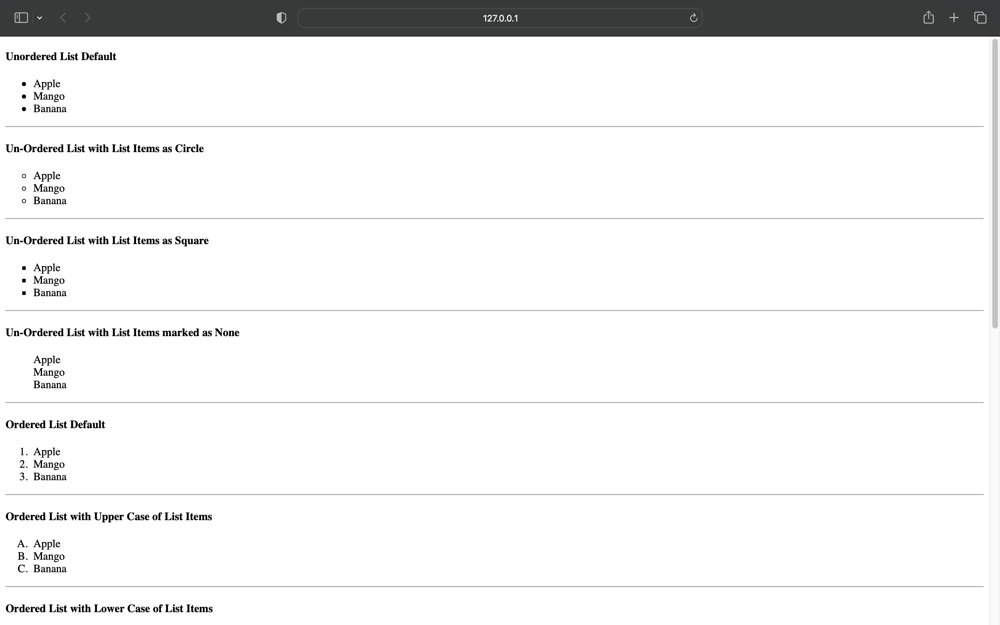 127.0.0.1
Unordered List Default
• Apple
• Mango
• Banana
Un-Ordered List with List Items as Circle
◦ Apple
◦ Mango
◦ Banana
Un-Ordered List with List Items as Square
▪ Apple
▪ Mango
▪ Banana
Un-Ordered List with List Items marked as None
Apple
Mango
Banana
Ordered List Default
1. Apple
2. Mango
3. Banana
Ordered List with Upper Case of List Items
A. Apple
B. Mango
C. Banana
Ordered List with Lower Case of List Items